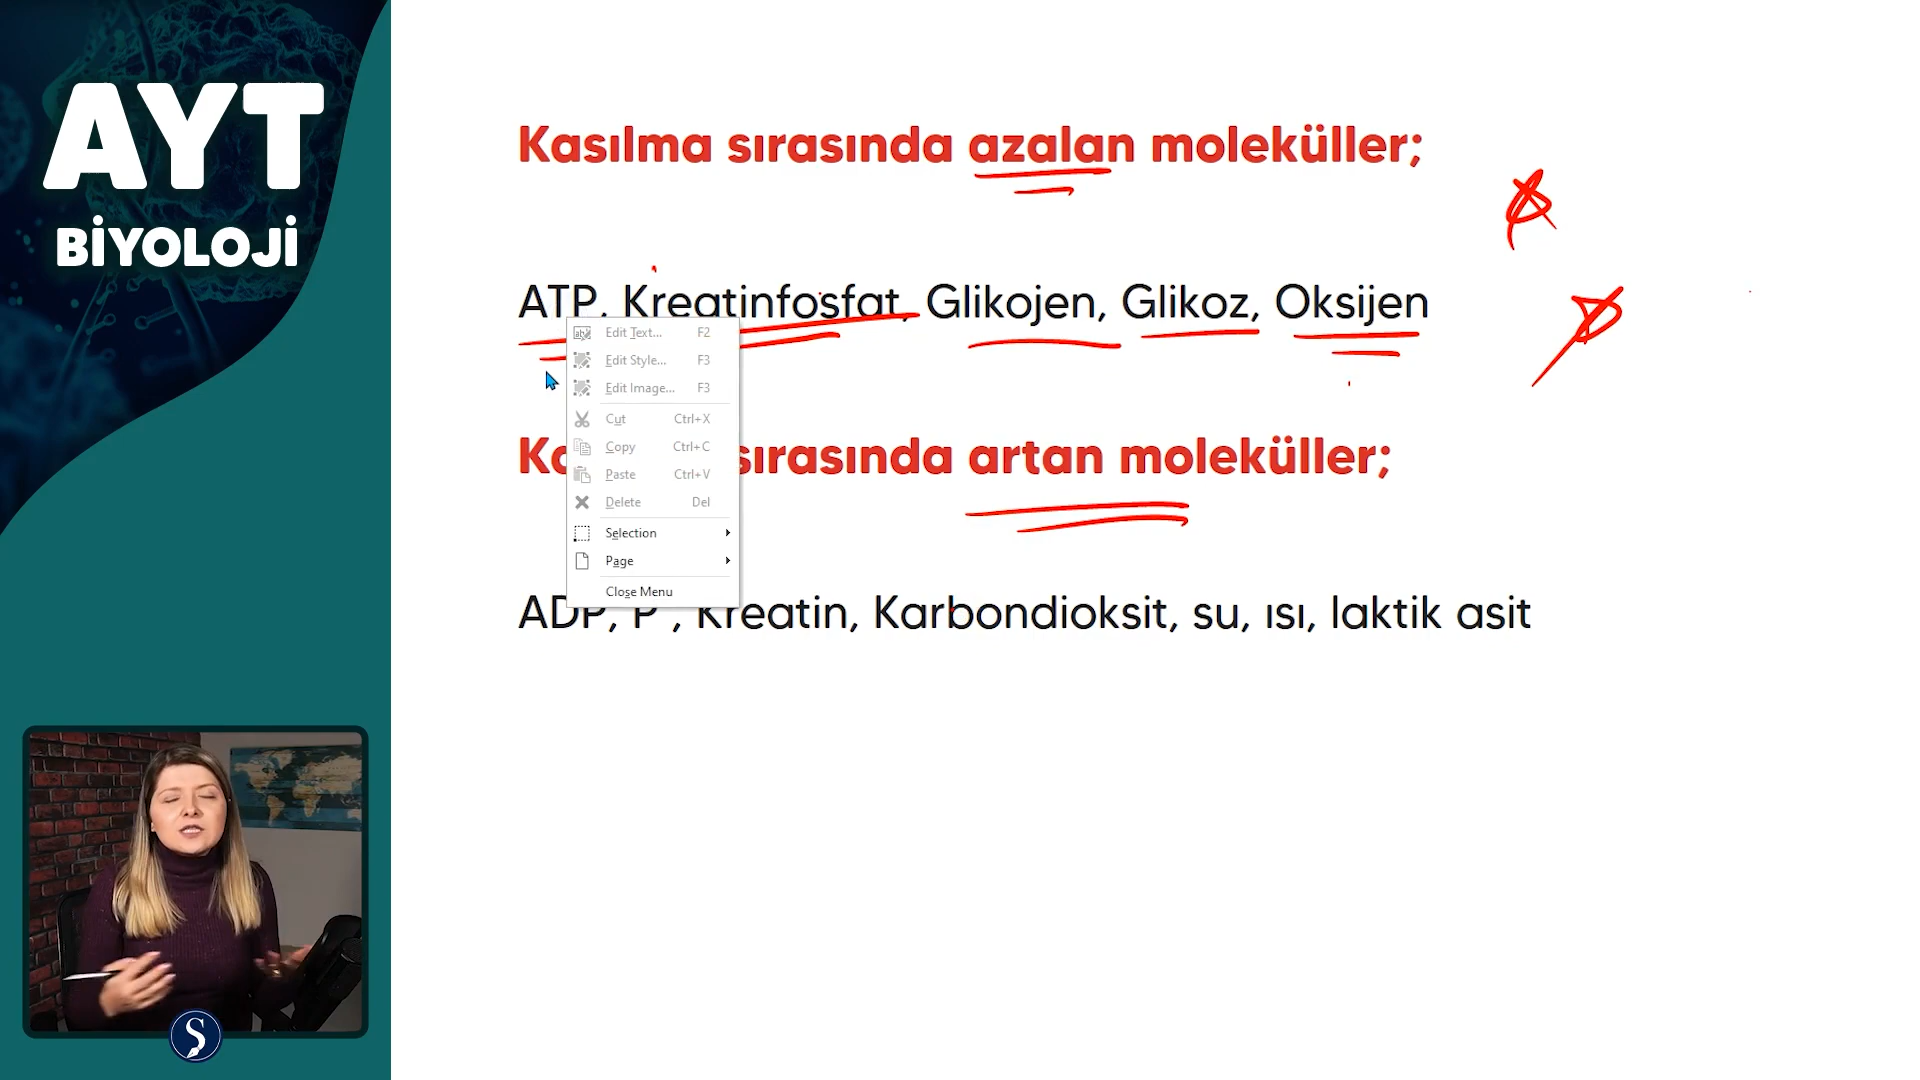 AYT
BİYOLOJİ
Kasılma sırasında azalan moleküller;
ATP, Kreatinfosfat, Glikojen, Glikoz, Oksijen
Edit Text... F2
Edit Style... F3
Edit Image... F3
Cut Ctrl+X
Copy Ctrl+C
Paste Ctrl+V
Delete Del
Selection
Page
Close Menu
sırasında artan moleküller;
ADP, P , Kreatin, Karbondioksit, su, ısı, laktik asit
S